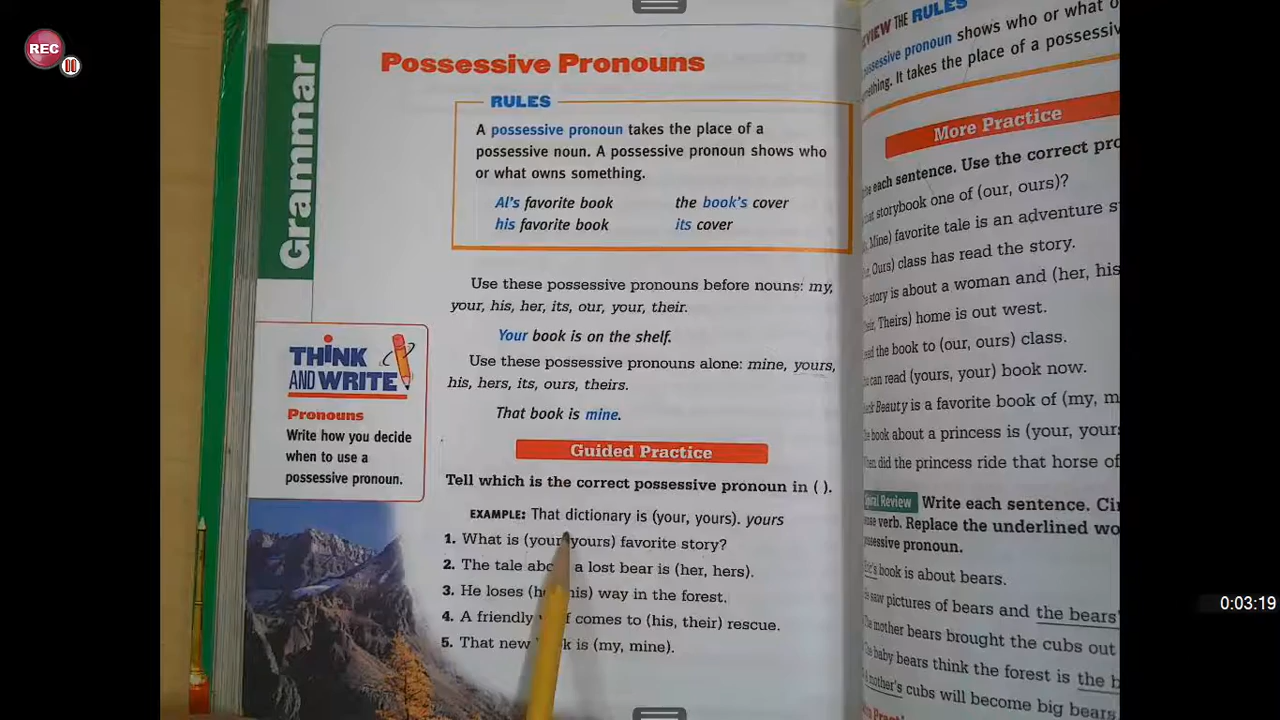 REC
Grammar
Possessive Pronouns
RULES
A possessive pronoun takes the place of a
possessive noun. A possessive pronoun shows who
or what owns something.
Al's favorite book the book's cover
his favorite book its cover
Use these possessive pronouns before nouns: my,
your, his, her, its, our, your, their.
Your book is on the shelf.
Use these possessive pronouns alone: mine, yours,
his, hers, its, ours, theirs.
That book is mine.
THINK
AND WRITE
Pronouns
Write how you decide
when to use a
possessive pronoun.
Guided Practice
Tell which is the correct possessive pronoun in ( ).
EXAMPLE: That dictionary is (your, yours). yours
1. What is (your yours) favorite story?
2. The tale a lost bear is (her, hers).
3. He loses his) way in the forest.
4. A friendly comes to (his, their) rescue.
5. That new is (my, mine).
THE RULES
possessive pronoun shows who or what
It takes the place of a
More Practice
each sentence. Use the correct
storybook one of (our, ours)?
Mine) favorite tale is an adventure
Ours) class has read the story.
story is about a woman and (her,
Theirs) home is out west.
the book to (our, ours) class.
can read (yours, your) book now.
Beauty is a favorite book of (my,
book about a princess is (your,
did the princess ride that horse of
Review Write each sentence.
verb. Replace the underlined
pronoun.
book is about bears.
saw pictures of bears and the bears'
mother bears brought the cubs out
baby bears think the forest is the
mother's cubs will become big bears
0:03:19